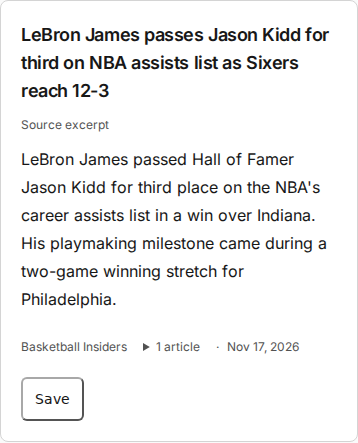 LeBron James passes Jason Kidd for
third on NBA assists list as Sixers
reach 12-3
Source excerpt
LeBron James passed Hall of Famer
Jason Kidd for third place on the NBA's
career assists list in a win over Indiana.
His playmaking milestone came during a
two-game winning stretch for
Philadelphia.
Basketball Insiders ▶ 1 article · Nov 17, 2026
Save